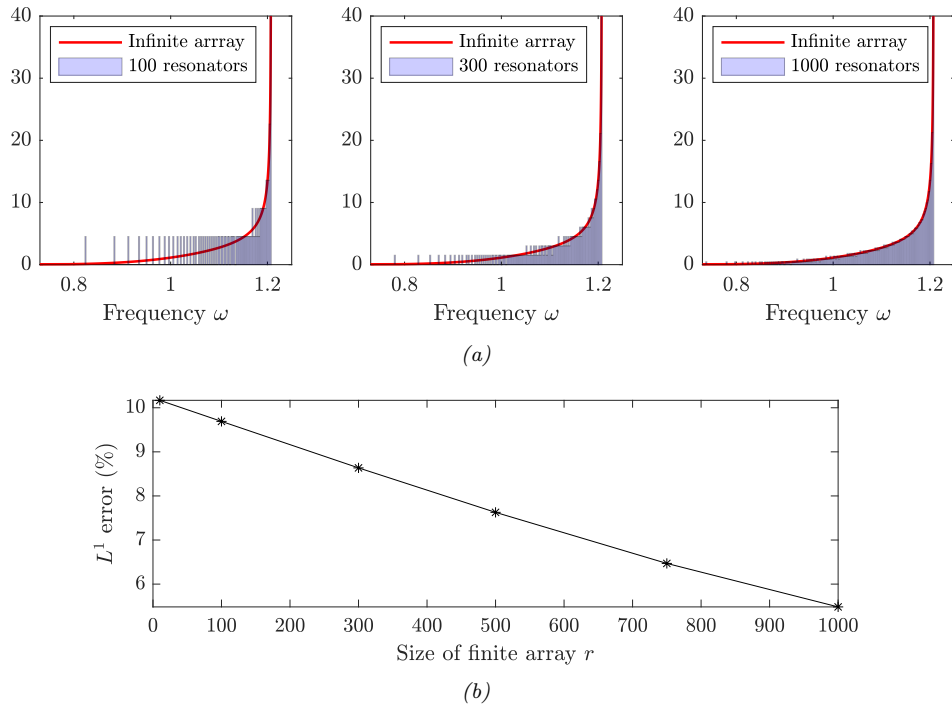 40
30
20
10
0
0.8 1 1.2
Frequency ω
Infinite arrray
100 resonators
40
30
20
10
0
0.8 1 1.2
Frequency ω
Infinite arrray
300 resonators
40
30
20
10
0
0.8 1 1.2
Frequency ω
Infinite arrray
1000 resonators
(a)
10
9
8
7
6
L¹ error (%)
0 100 200 300 400 500 600 700 800 900 1000
Size of finite array r
(b)